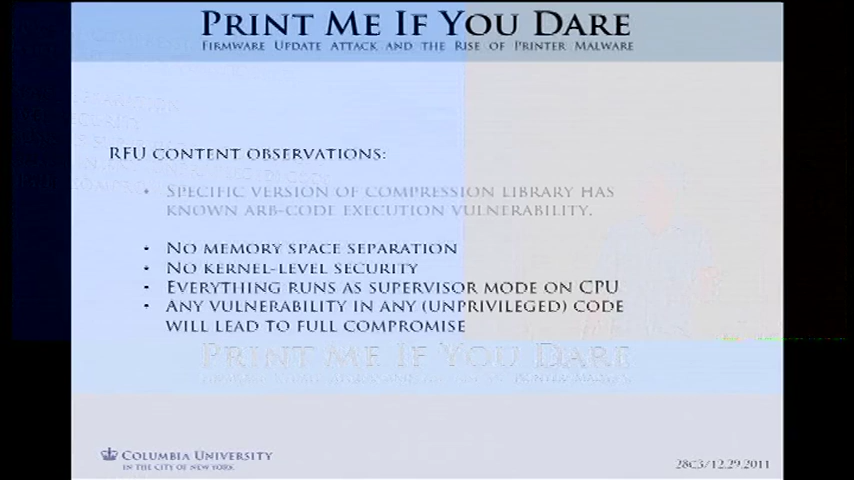 PRINT ME IF YOU DARE
FIRMWARE UPDATE ATTACK AND THE RISE OF PRINTER MALWARE
RFU CONTENT OBSERVATIONS:
• SPECIFIC VERSION OF COMPRESSION LIBRARY HAS
KNOWN ARB-CODE EXECUTION VULNERABILITY.
• NO MEMORY SPACE SEPARATION
• NO KERNEL-LEVEL SECURITY
• EVERYTHING RUNS AS SUPERVISOR MODE ON CPU
• ANY VULNERABILITY IN ANY (UNPRIVILEGED) CODE
WILL LEAD TO FULL COMPROMISE
PRINT ME IF YOU DARE
COLUMBIA UNIVERSITY
IN THE CITY OF NEW YORK
28C3/12.29.2011